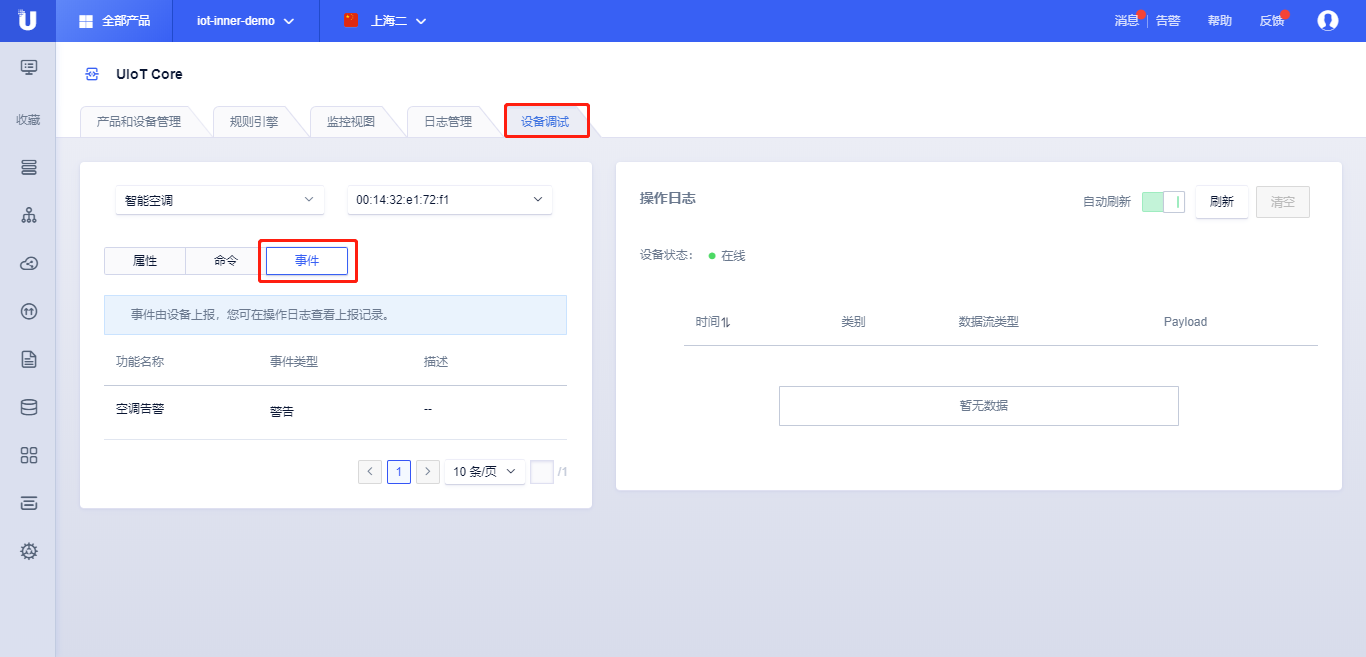 全部产品 iot-inner-demo 上海二 消息 告警 帮助 反馈
收藏
UIoT Core
产品和设备管理 规则引擎 监控视图 日志管理 设备调试
智能空调 00:14:32:e1:72:f1
属性 命令 事件
事件由设备上报，您可在操作日志查看上报记录。
功能名称 事件类型 描述
空调告警 警告 --
1 10 条/页 /1
操作日志 自动刷新 刷新 清空
设备状态： 在线
时间 类别 数据流类型 Payload
暂无数据